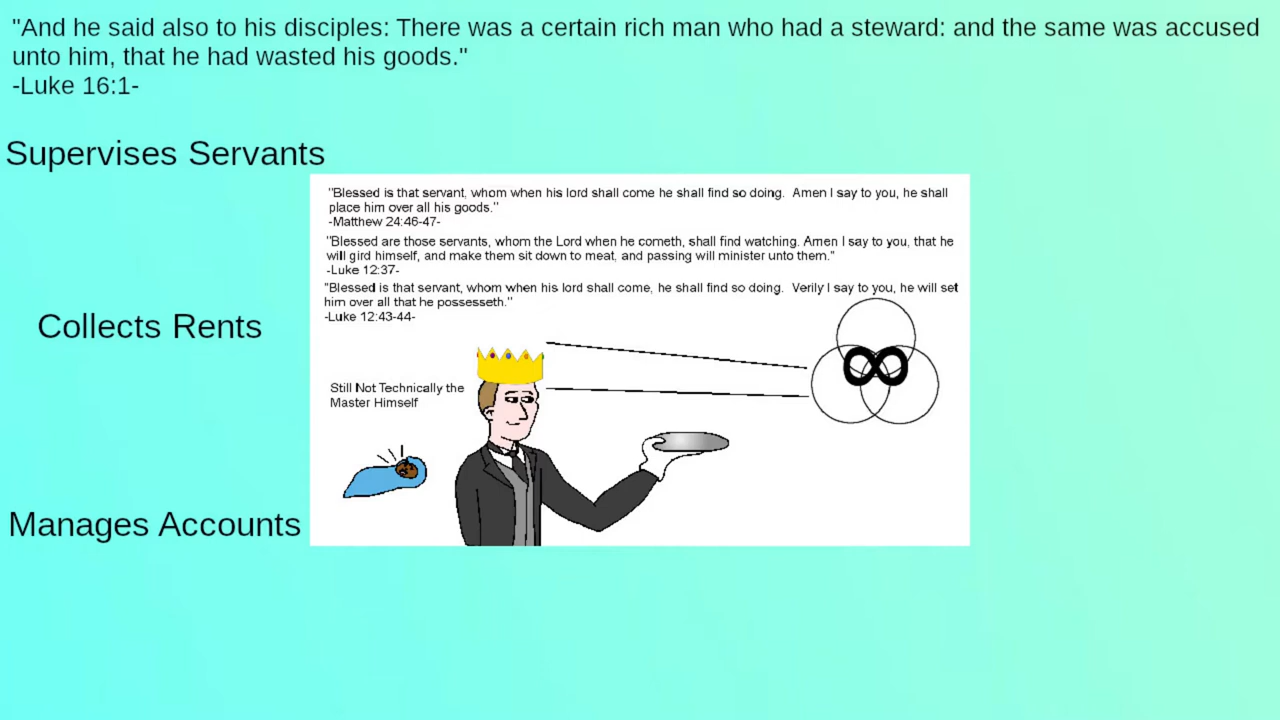 "And he said also to his disciples: There was a certain rich man who had a steward: and the same was accused
unto him, that he had wasted his goods."
-Luke 16:1-
Supervises Servants
"Blessed is that servant, whom when his lord shall come he shall find so doing. Amen I say to you, he shall
place him over all his goods."
-Matthew 24:46-47-
"Blessed are those servants, whom the Lord when he cometh, shall find watching. Amen I say to you, that he
will gird himself, and make them sit down to meat, and passing will minister unto them."
-Luke 12:37-
"Blessed is that servant, whom when his lord shall come, he shall find so doing. Verily I say to you, he will set
him over all that he possesseth."
-Luke 12:43-44-
Collects Rents
Still Not Technically the
Master Himself
Manages Accounts